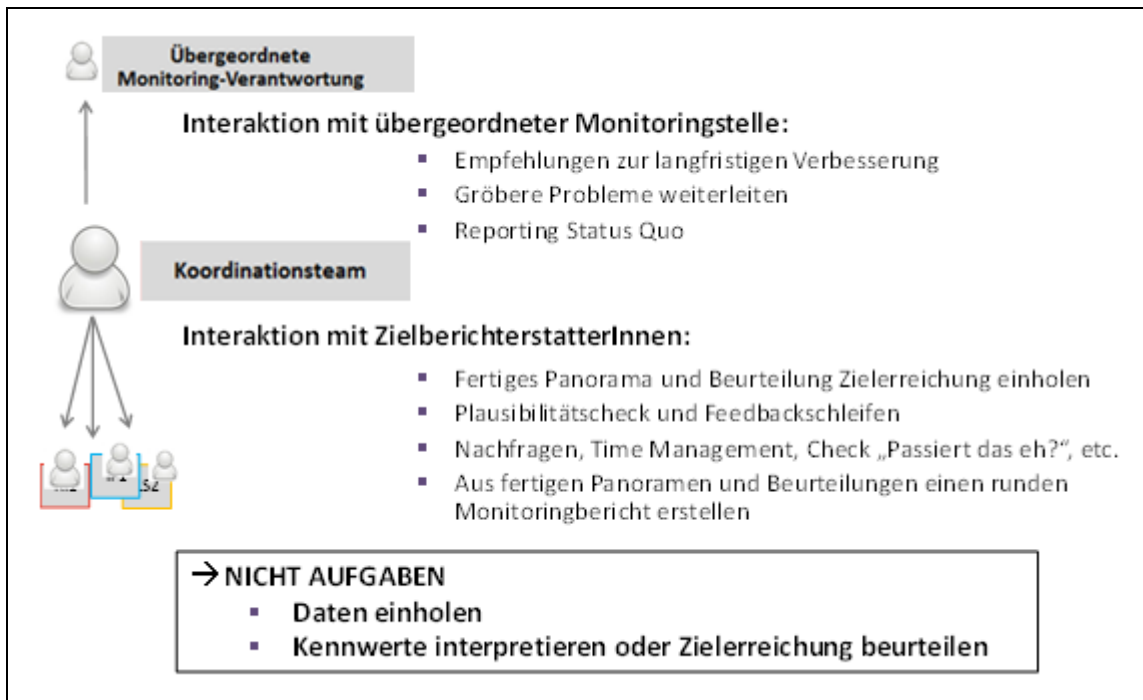 Übergeordnete
Monitoring-Verantwortung
Interaktion mit übergeordneter Monitoringstelle:
▪ Empfehlungen zur langfristigen Verbesserung
▪ Gröbere Probleme weiterleiten
▪ Reporting Status Quo
Koordinationsteam
Interaktion mit ZielberichterstatterInnen:
▪ Fertiges Panorama und Beurteilung Zielerreichung einholen
▪ Plausibilitätscheck und Feedbackschleifen
▪ Nachfragen, Time Management, Check „Passiert das eh?“, etc.
▪ Aus fertigen Panoramen und Beurteilungen einen runden
Monitoringbericht erstellen
→ NICHT AUFGABEN
▪ Daten einholen
▪ Kennwerte interpretieren oder Zielerreichung beurteilen